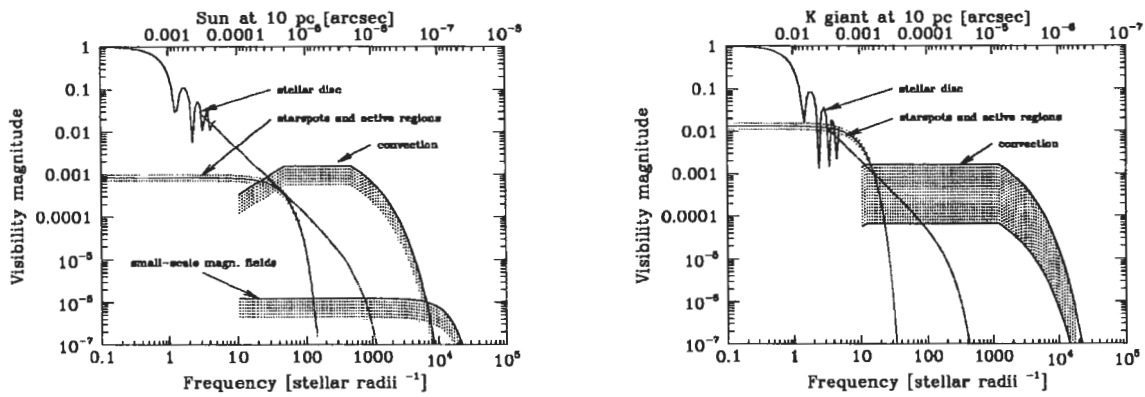 Sun at 10 pc [arcsec]
0.001 0.0001 10⁻⁵ 10⁻⁶ 10⁻⁷ 10⁻⁸
Visibility magnitude
1
0.1
0.01
0.001
0.0001
10⁻⁵
10⁻⁶
10⁻⁷
stellar disc
starspots and active regions
convection
small-scale magn. fields
0.1 1 10 100 1000 10⁴ 10⁵
Frequency [stellar radii ⁻¹]
K giant at 10 pc [arcsec]
0.01 0.001 0.0001 10⁻⁵ 10⁻⁶ 10⁻⁷
Visibility magnitude
1
0.1
0.01
0.001
0.0001
10⁻⁵
10⁻⁶
10⁻⁷
stellar disc
starspots and active regions
convection
0.1 1 10 100 1000 10⁴ 10⁵
Frequency [stellar radii ⁻¹]